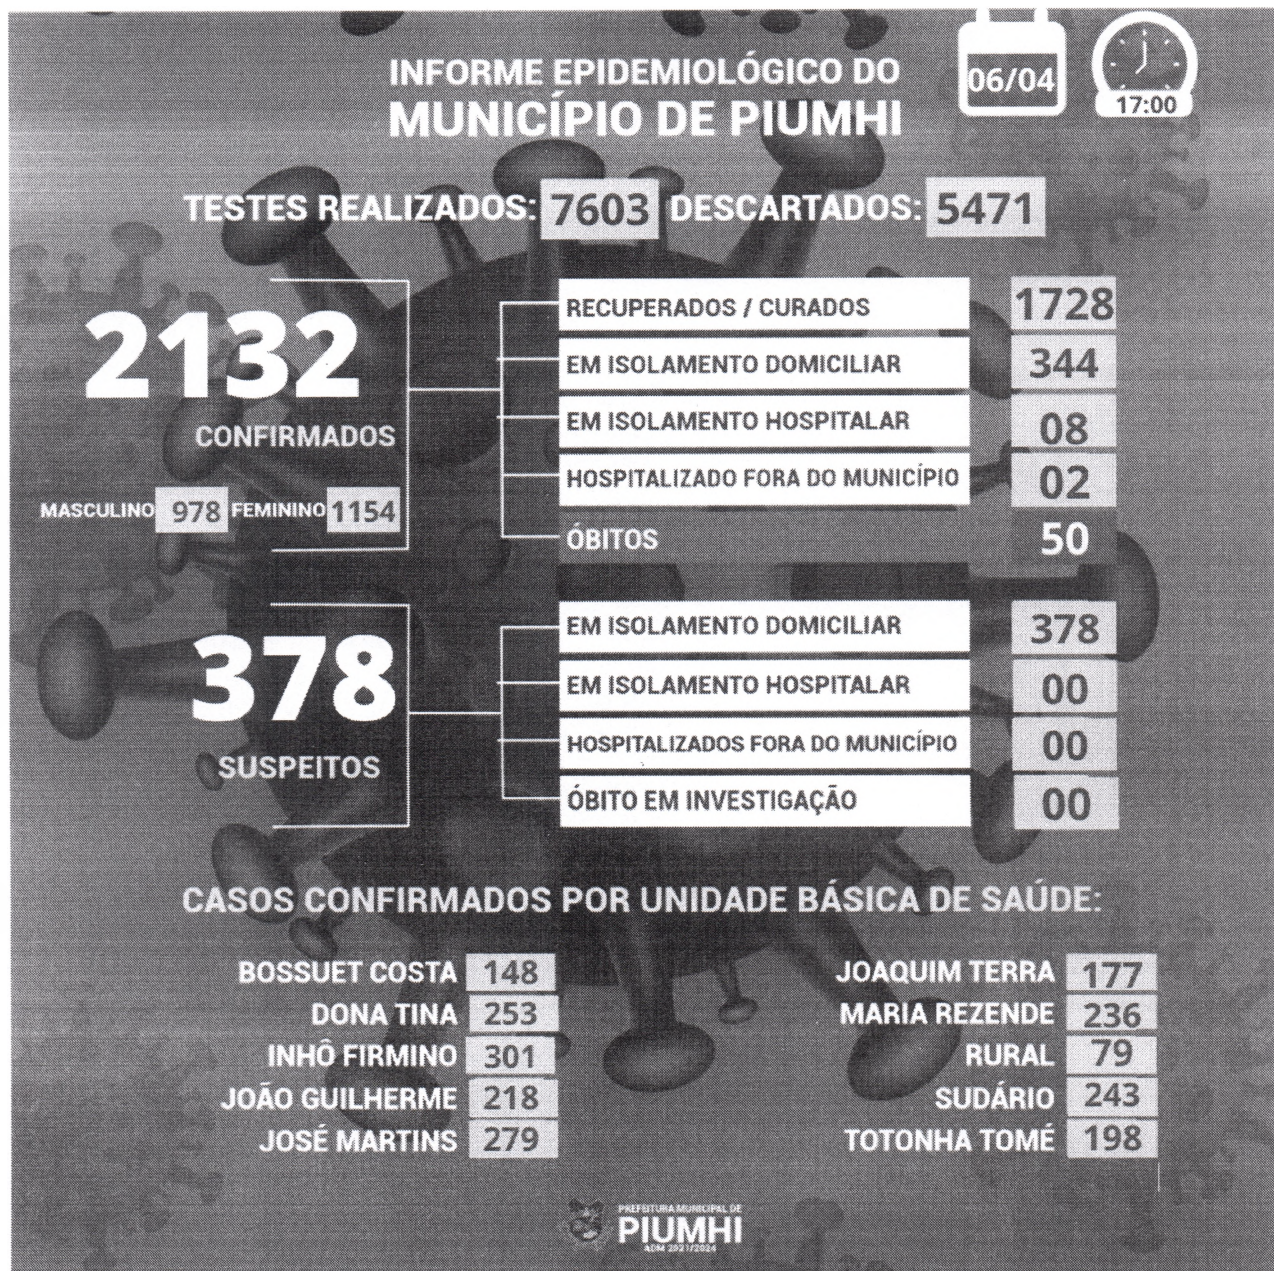 INFORME EPIDEMIOLÓGICO DO
MUNICÍPIO DE PIUMHI
06/04
17:00
TESTES REALIZADOS: 7603 DESCARTADOS: 5471
2132
CONFIRMADOS
MASCULINO 978 FEMININO 1154
RECUPERADOS / CURADOS 1728
EM ISOLAMENTO DOMICILIAR 344
EM ISOLAMENTO HOSPITALAR 08
HOSPITALIZADO FORA DO MUNICÍPIO 02
ÓBITOS 50
378
SUSPEITOS
EM ISOLAMENTO DOMICILIAR 378
EM ISOLAMENTO HOSPITALAR 00
HOSPITALIZADOS FORA DO MUNICÍPIO 00
ÓBITO EM INVESTIGAÇÃO 00
CASOS CONFIRMADOS POR UNIDADE BÁSICA DE SAÚDE:
BOSSUET COSTA 148
DONA TINA 253
INHÔ FIRMINO 301
JOÃO GUILHERME 218
JOSÉ MARTINS 279
JOAQUIM TERRA 177
MARIA REZENDE 236
RURAL 79
SUDÁRIO 243
TOTONHA TOMÉ 198
PREFEITURA MUNICIPAL DE
PIUMHI
ADM 2021/2024